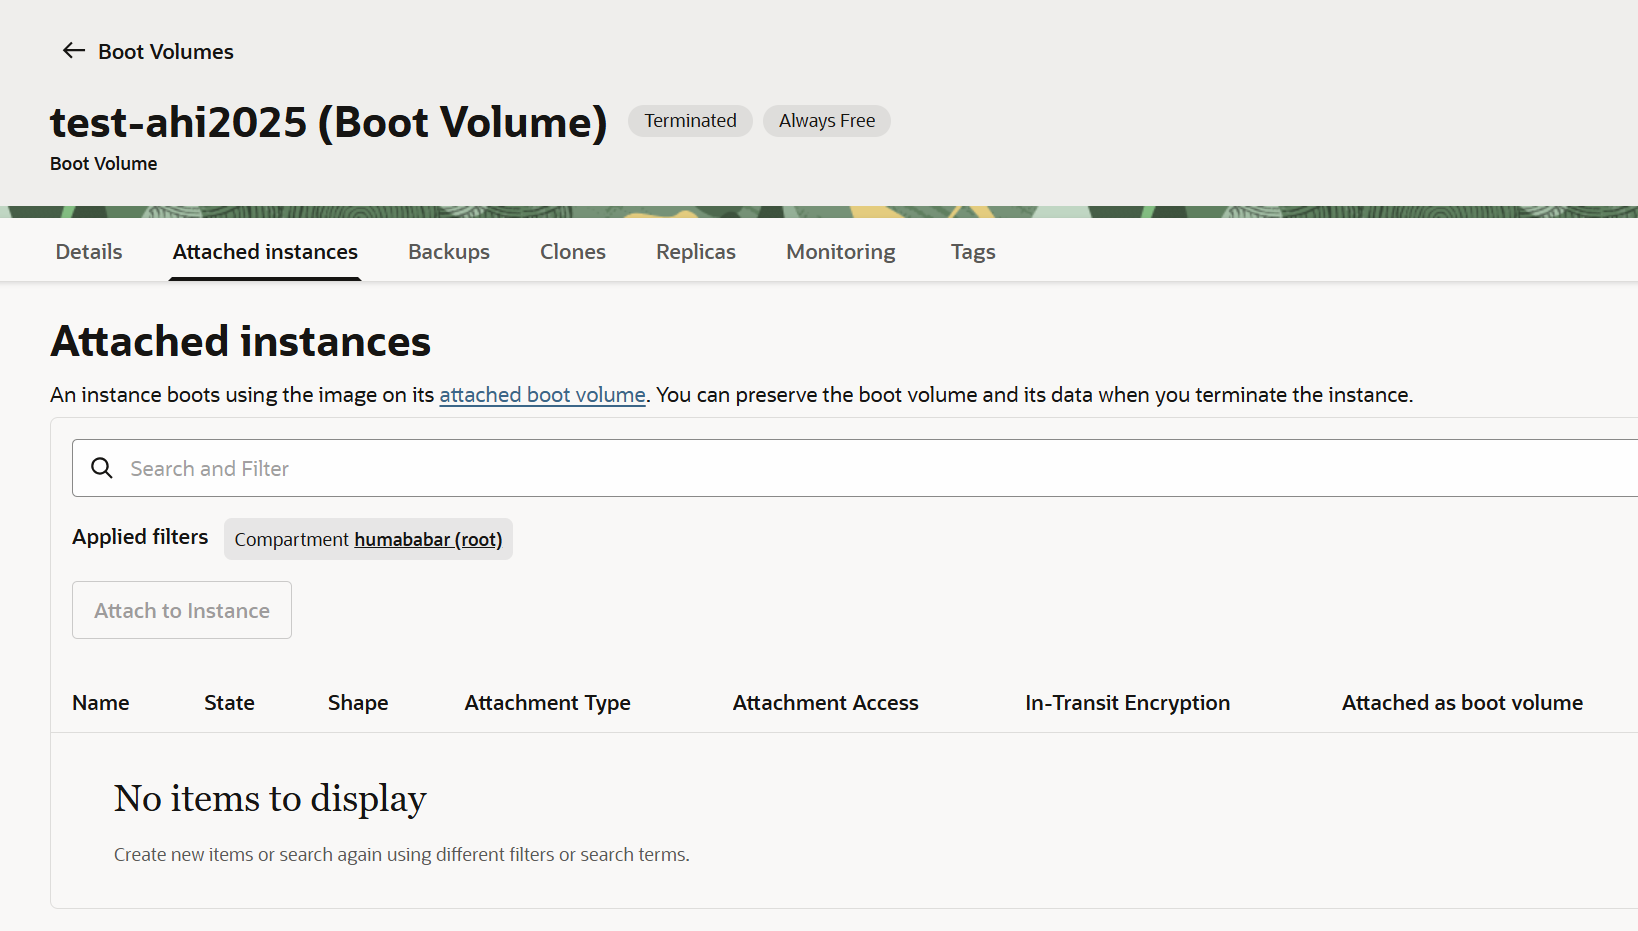 Boot Volumes
test-ahi2025 (Boot Volume) Terminated Always Free
Boot Volume
Details Attached instances Backups Clones Replicas Monitoring Tags
Attached instances
An instance boots using the image on its attached boot volume. You can preserve the boot volume and its data when you terminate the instance.
Search and Filter
Applied filters Compartment humababar (root)
Attach to Instance
Name State Shape Attachment Type Attachment Access In-Transit Encryption Attached as boot volume
No items to display
Create new items or search again using different filters or search terms.